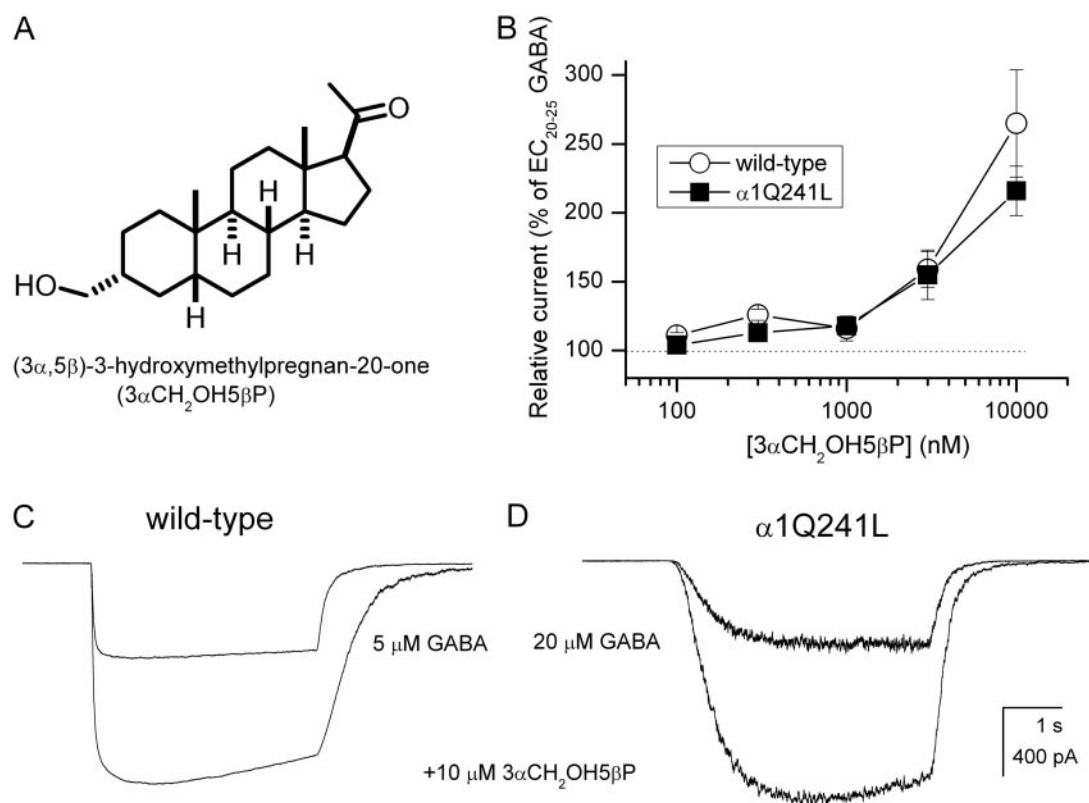 A
O
H
H
H
H
HO
(3α,5β)-3-hydroxymethylpregnan-20-one
(3αCH₂OH5βP)
B
Relative current (% of EC₂₀₋₂₅ GABA)
300
250
200
150
100
wild-type
α1Q241L
100
1000
10000
[3αCH₂OH5βP] (nM)
C
wild-type
5 μM GABA
D
α1Q241L
20 μM GABA
+10 μM 3αCH₂OH5βP
1 s
400 pA